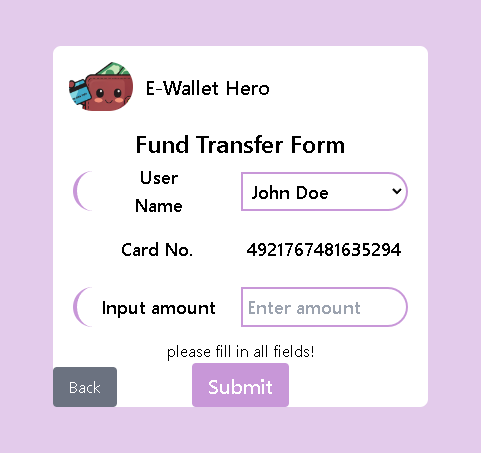 E-Wallet Hero
Fund Transfer Form
User
Name
John Doe
Card No.
4921767481635294
Input amount
Enter amount
please fill in all fields!
Back
Submit